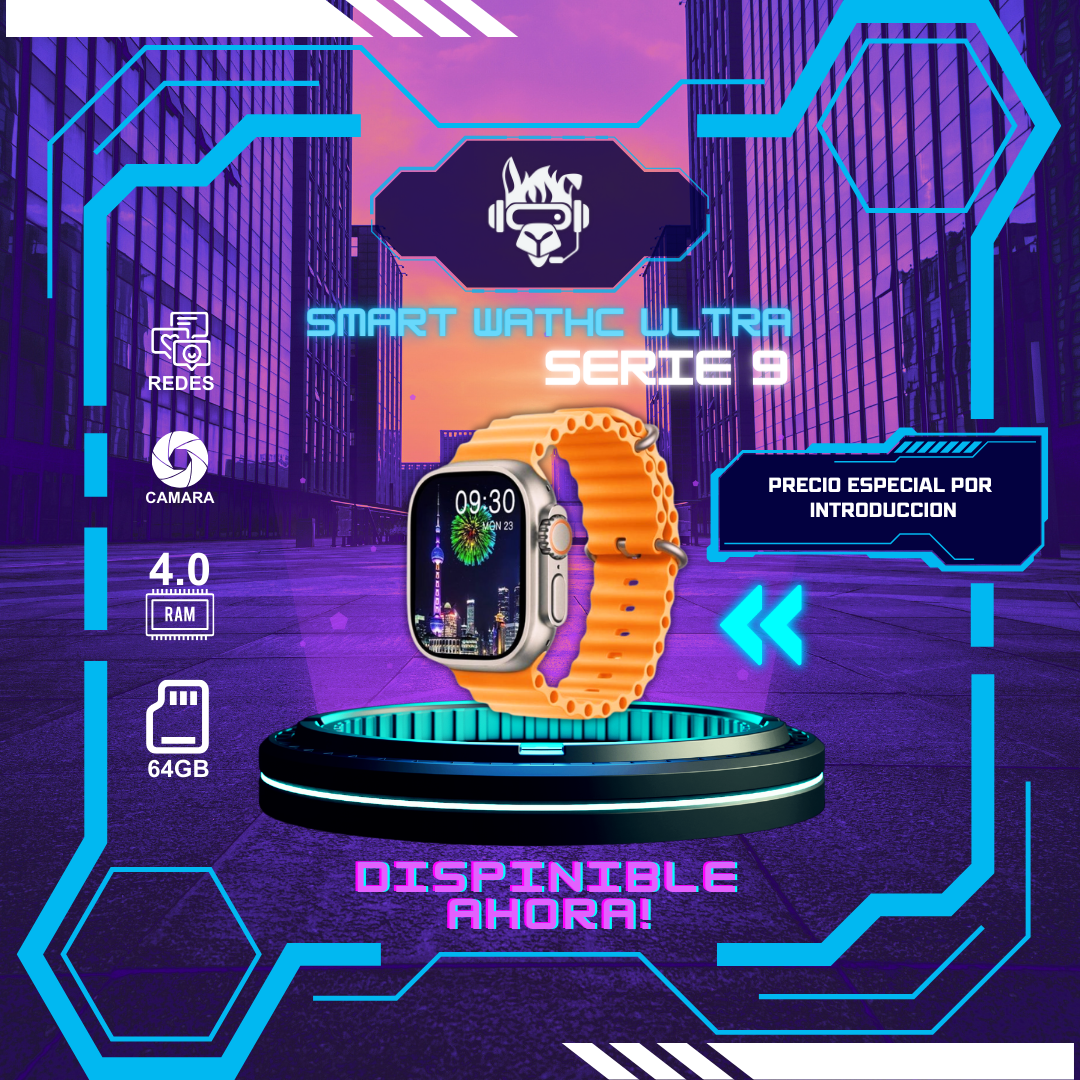 SMART WATHC ULTRA
SERIE 9
REDES
CAMARA
4.0
RAM
64GB
09:30
MON 23
PRECIO ESPECIAL POR
INTRODUCCION
DISPINIBLE
AHORA!